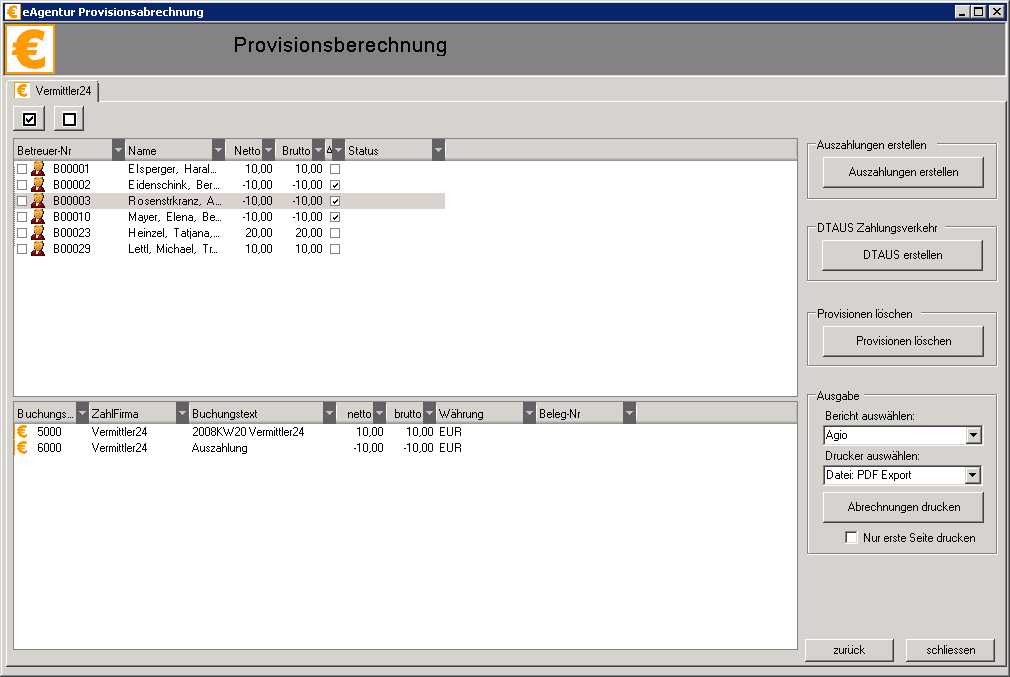 eAgentur Provisionsabrechnung
Provisionsberechnung
Vermittler24
Betreuer-Nr Name Netto Brutto A Status
B00001 Elsperger, Haral... 10,00 10,00
B00002 Eidenschink, Ber... -10,00 -10,00
B00003 Rosenstrkranz, A... -10,00 -10,00
B00010 Mayer, Elena, Be... -10,00 -10,00
B00023 Heinzel, Tatjana,... 20,00 20,00
B00029 Lettl, Michael, Tr... 10,00 10,00
Buchungs... ZahlFirma Buchungstext netto brutto Währung Beleg-Nr
€ 5000 Vermittler24 2008KW20 Vermittler24 10,00 10,00 EUR
€ 6000 Vermittler24 Auszahlung -10,00 -10,00 EUR
Auszahlungen erstellen
Auszahlungen erstellen
DTAUS Zahlungsverkehr
DTAUS erstellen
Provisionen löschen
Provisionen löschen
Ausgabe
Bericht auswählen:
Agio
Drucker auswählen:
Datei: PDF Export
Abrechnungen drucken
Nur erste Seite drucken
zurück schliessen